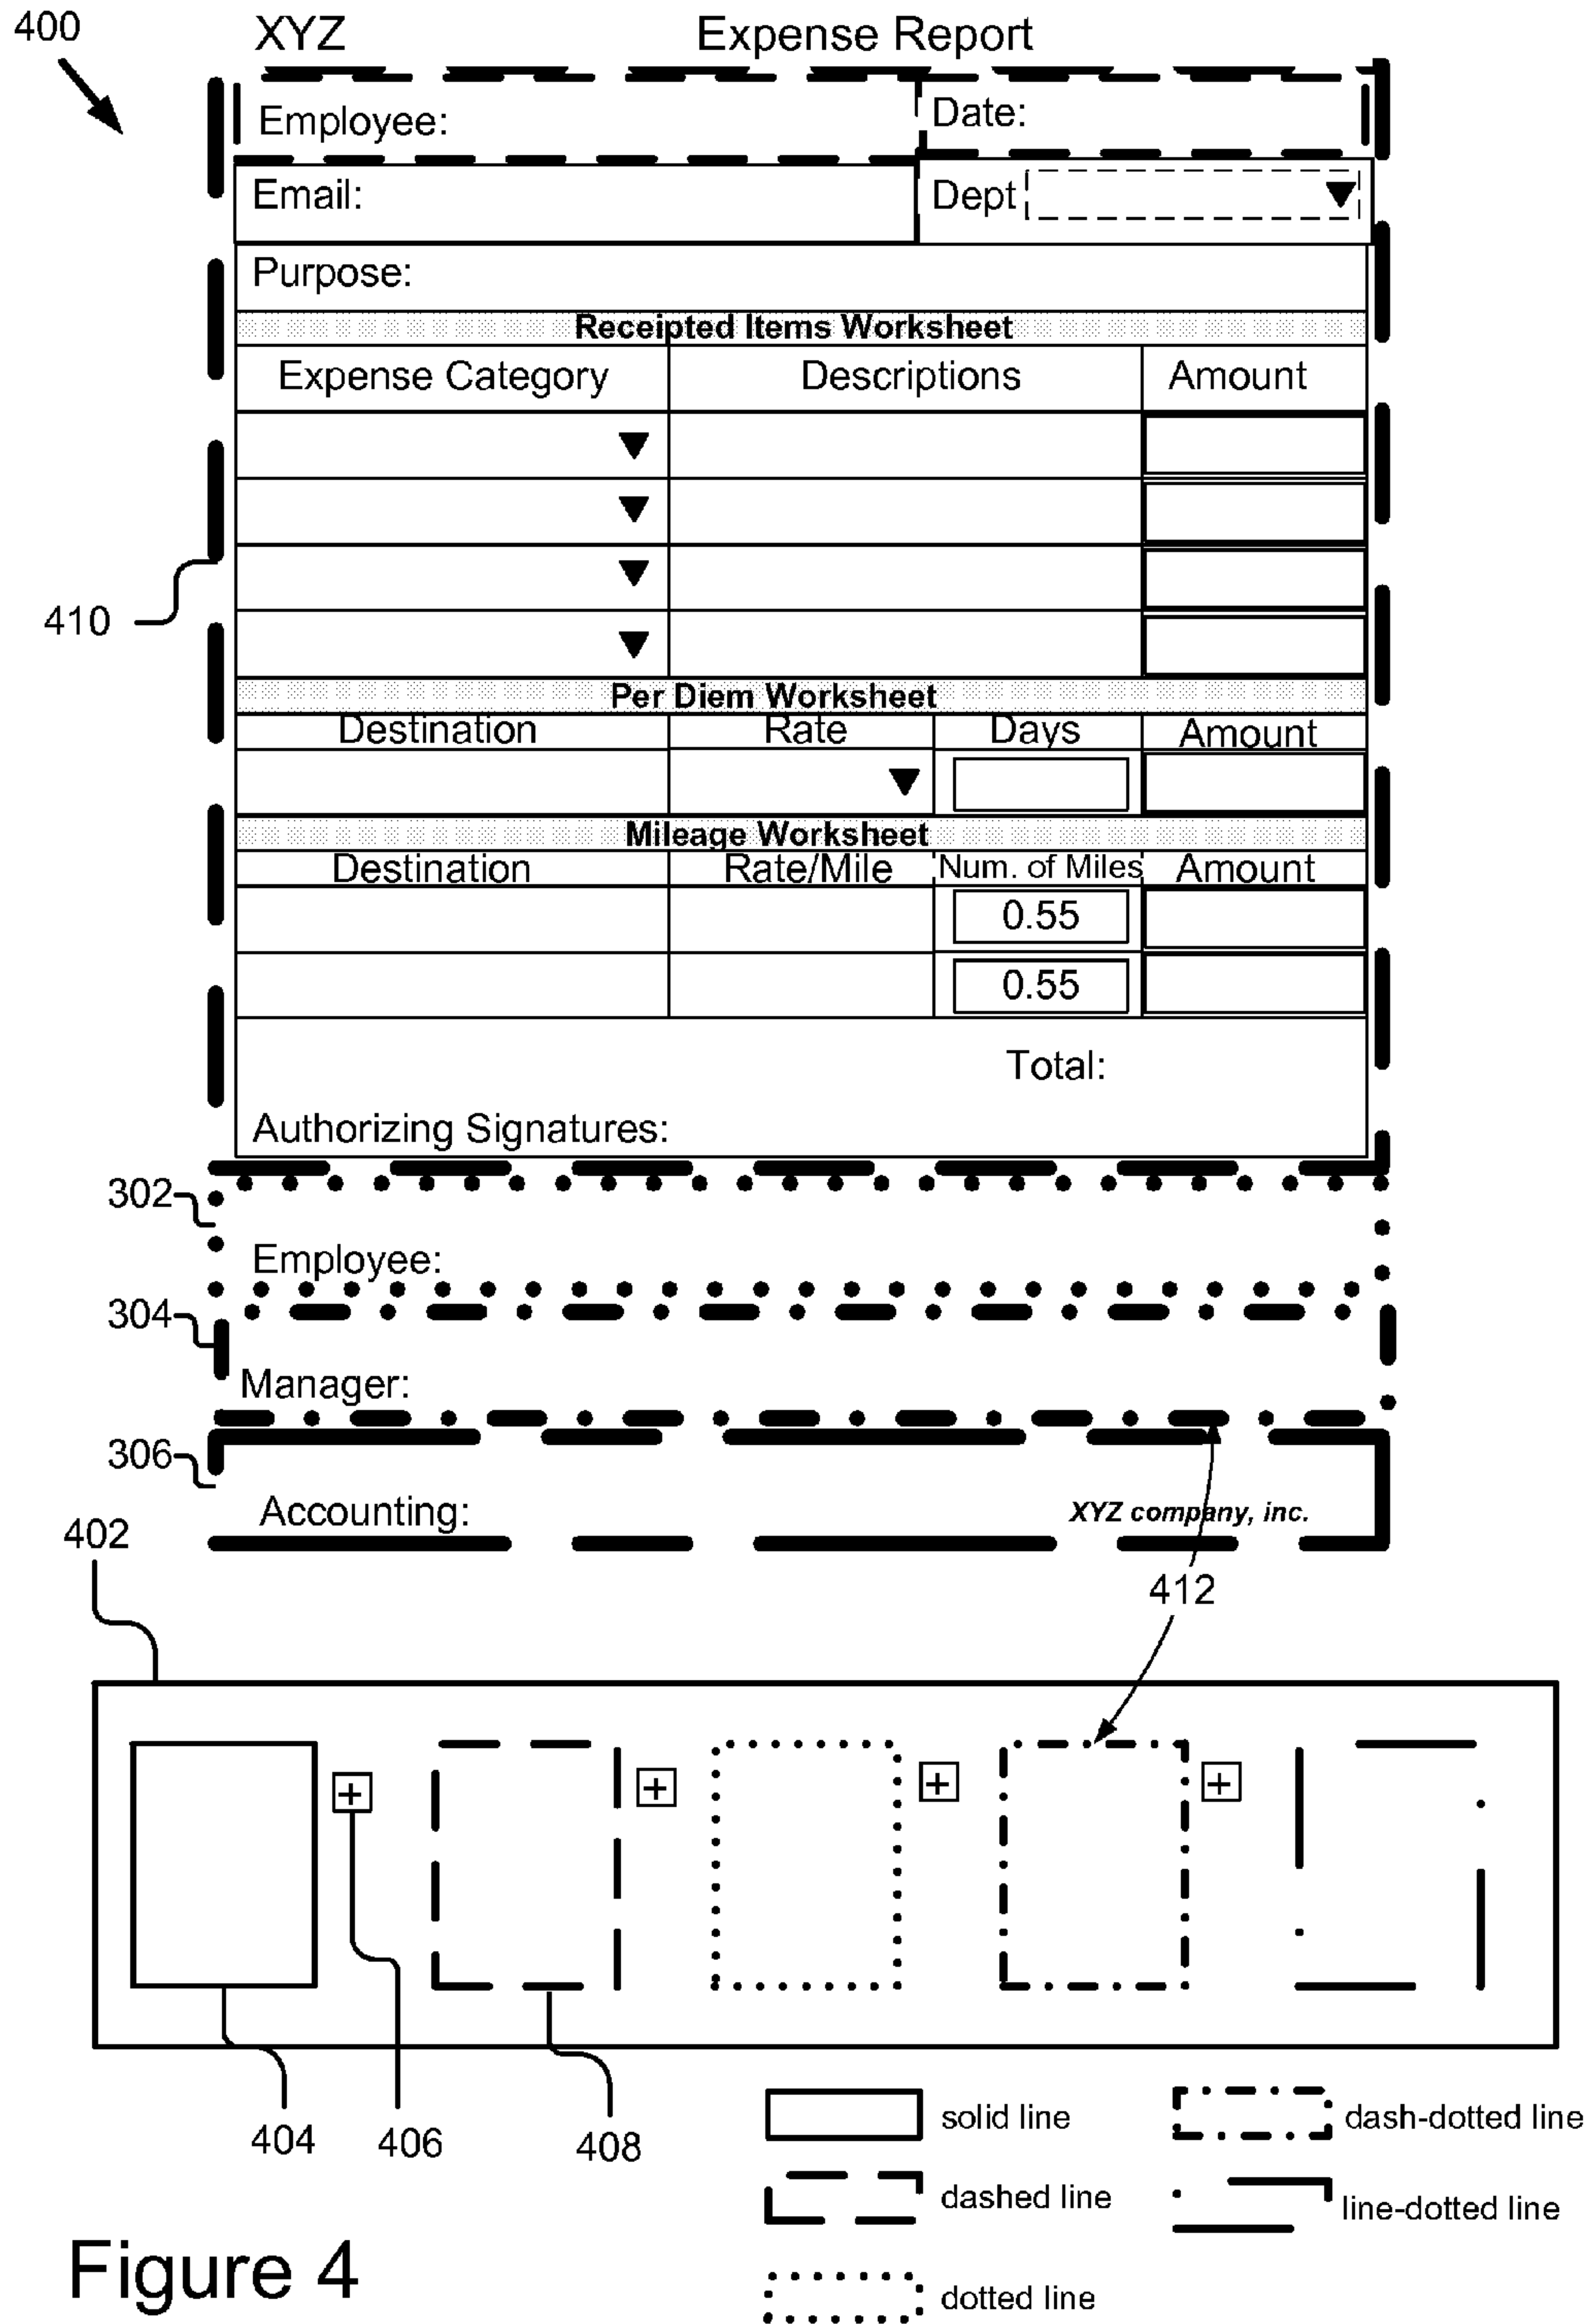 400
XYZ Expense Report
Employee: Date:
Email: Dept
Purpose:
Receipted Items Worksheet
Expense Category Descriptions Amount
410
Per Diem Worksheet
Destination Rate Days Amount
Mileage Worksheet
Destination Rate/Mile Num. of Miles Amount
0.55
0.55
Total:
Authorizing Signatures:
302
Employee:
304
Manager:
306
Accounting: XYZ company, inc.
402
412
+ + + +
404 406 408
solid line dash-dotted line
dashed line line-dotted line
dotted line
Figure 4